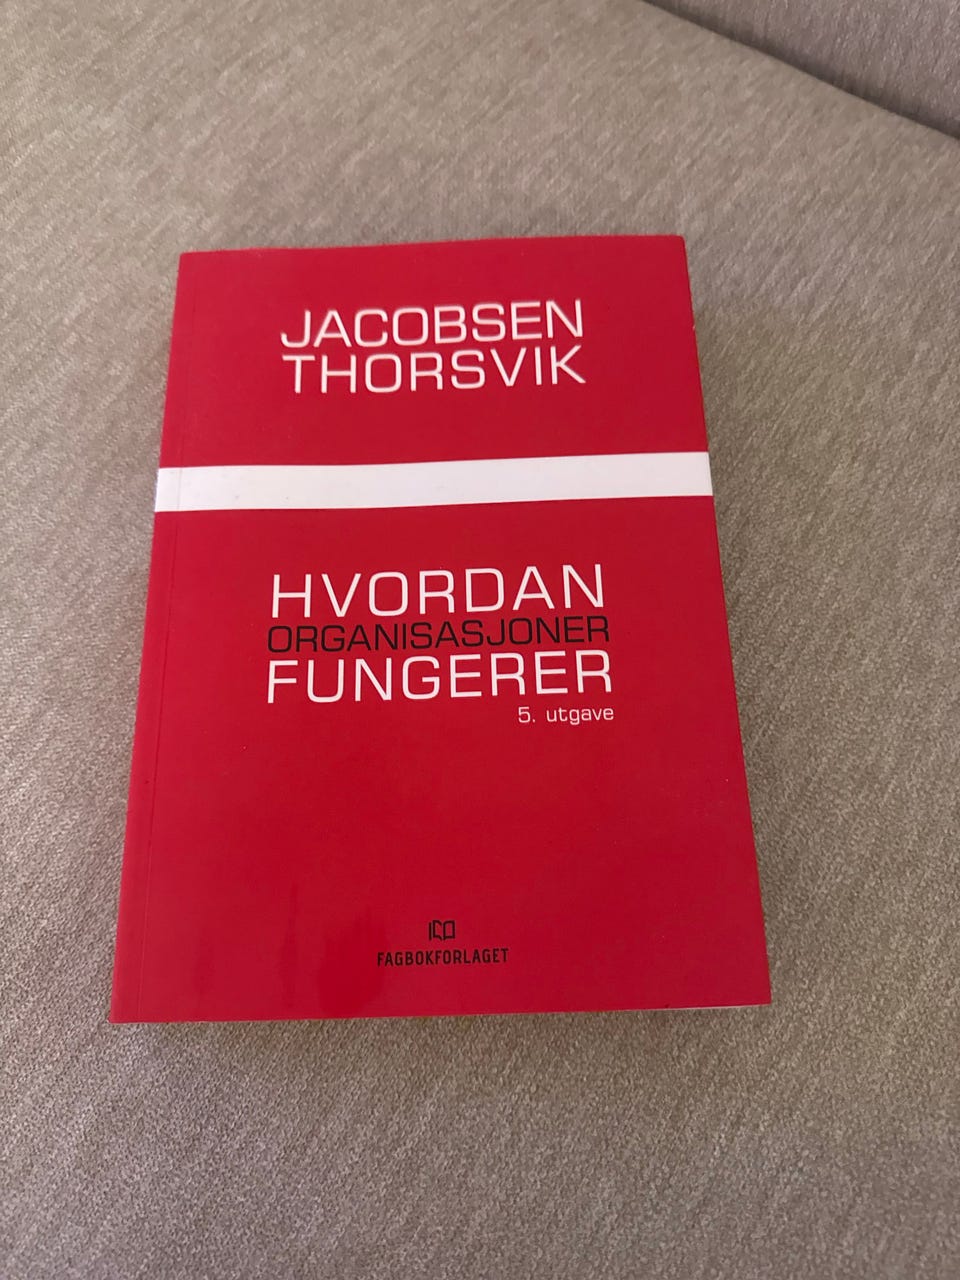 JACOBSEN
THORSVIK
HVORDAN
ORGANISASJONER
FUNGERER
5. utgave
FAGBOKFORLAGET